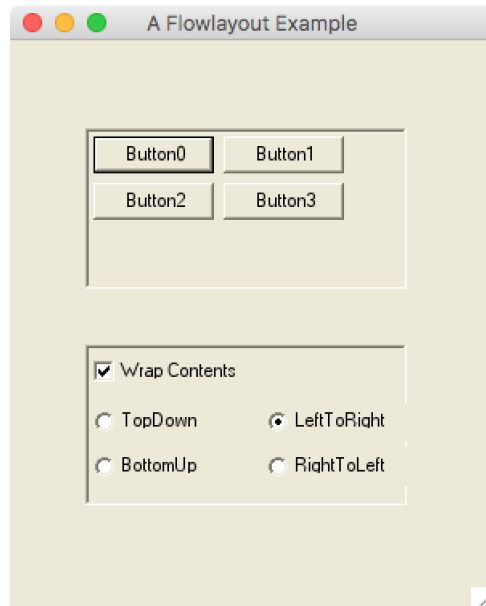 A Flowlayout Example
Button0 Button1
Button2 Button3
Wrap Contents
TopDown LeftToRight
BottomUp RightToLeft